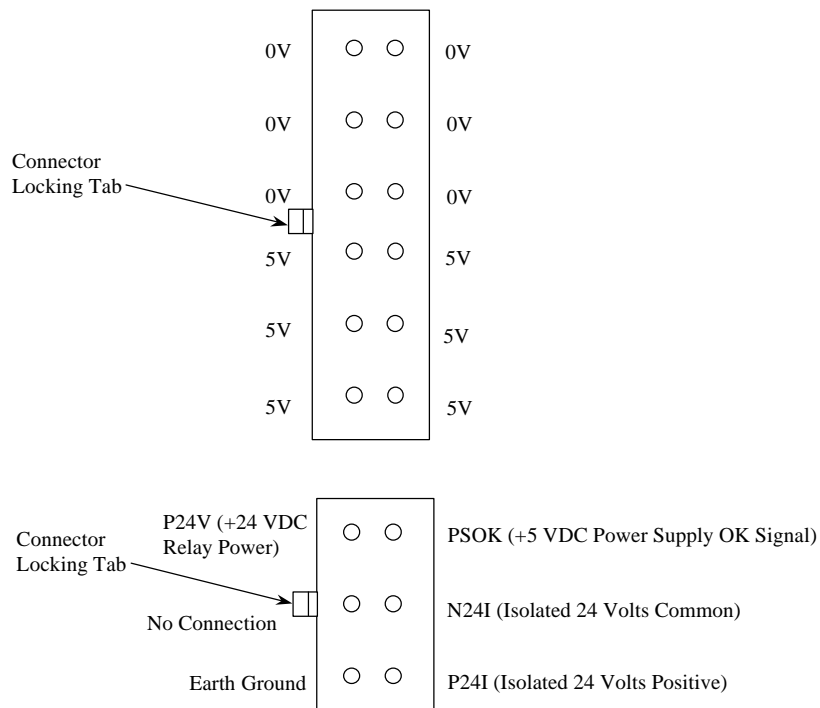 0V 0V
0V 0V
Connector
Locking Tab
0V 0V
5V 5V
5V 5V
5V 5V
P24V (+24 VDC
Relay Power)
PSOK (+5 VDC Power Supply OK Signal)
Connector
Locking Tab
No Connection
N24I (Isolated 24 Volts Common)
Earth Ground
P24I (Isolated 24 Volts Positive)